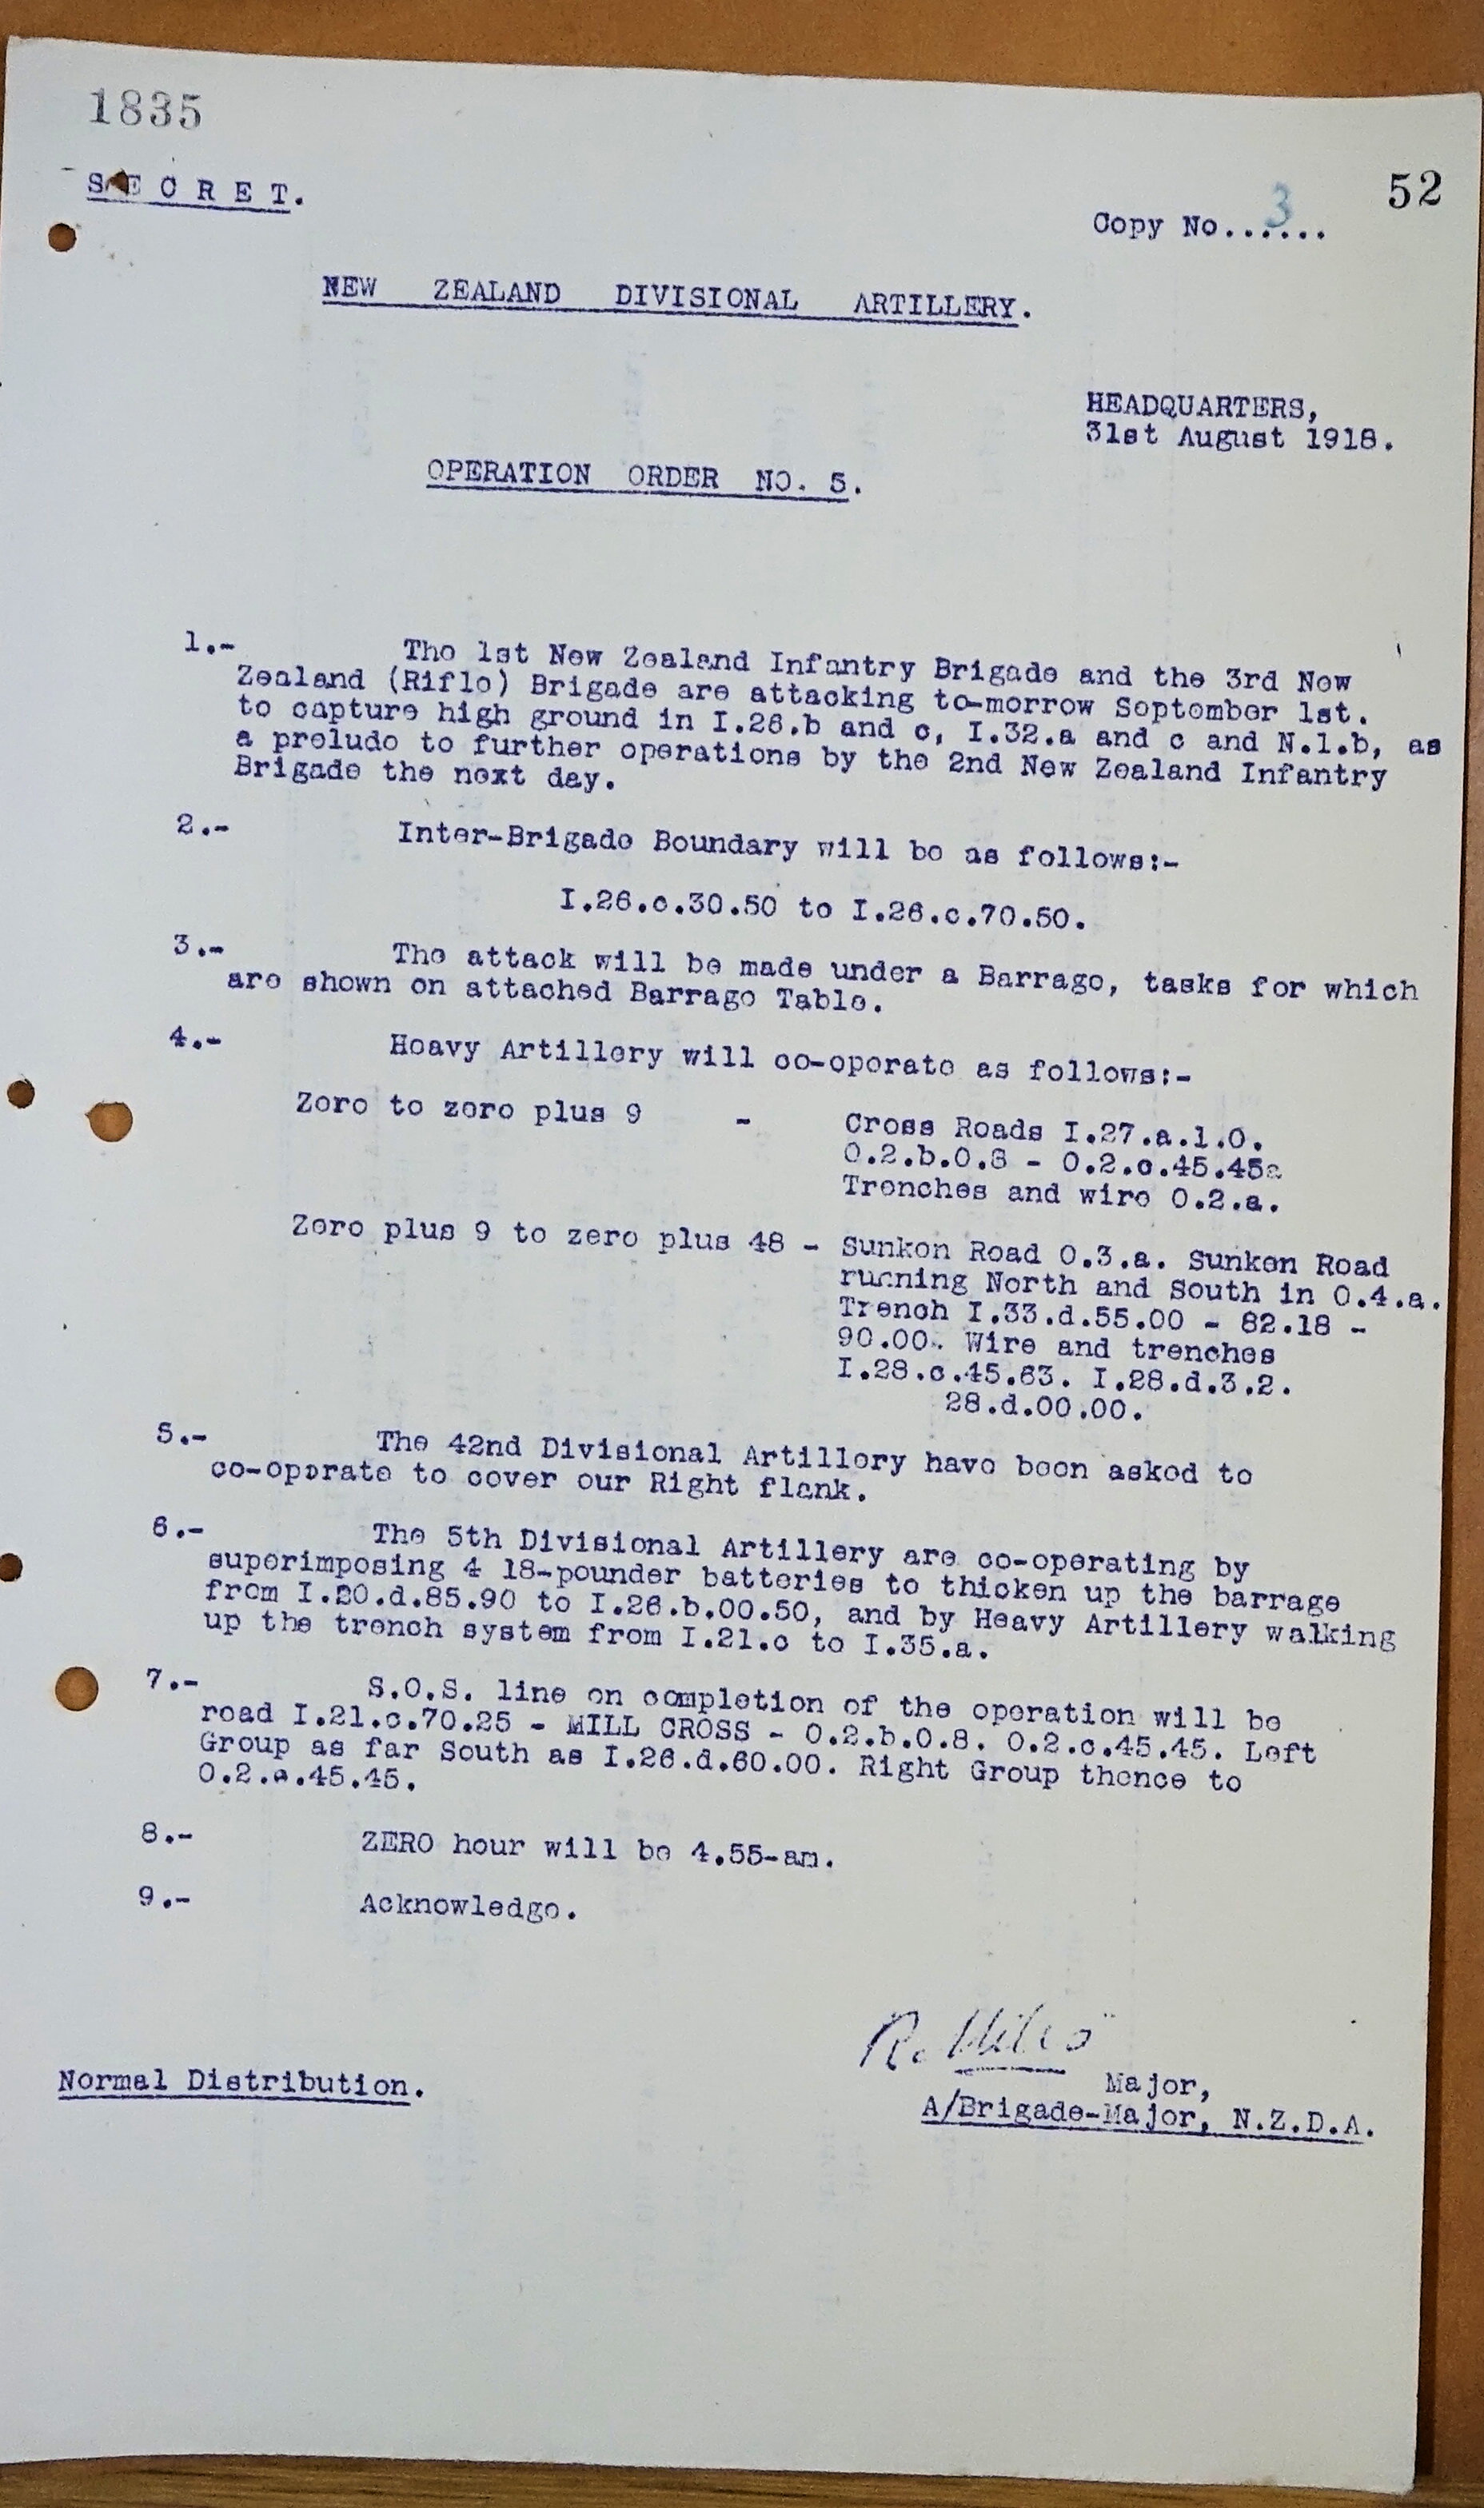 1835
SECRET.
52
Copy No...3...
NEW ZEALAND DIVISIONAL ARTILLERY.
HEADQUARTERS,
31st August 1918.
OPERATION ORDER NO. 5.
1.- The 1st New Zealand Infantry Brigade and the 3rd New
Zealand (Rifle) Brigade are attacking to-morrow September 1st.
to capture high ground in I.26.b and c, I.32.a and c and N.1.b, as
a prelude to further operations by the 2nd New Zealand Infantry
Brigade the next day.
2.- Inter-Brigade Boundary will be as follows:-
I.26.c.30.50 to I.26.c.70.50.
3.- The attack will be made under a Barrage, tasks for which
are shown on attached Barrage Table.
4.- Heavy Artillery will co-operate as follows:-
Zero to zero plus 9 - Cross Roads I.27.a.1.0.
O.2.b.0.8 - O.2.c.45.45
Trenches and wire O.2.a.
Zero plus 9 to zero plus 48 - Sunken Road O.3.a. Sunken Road
running North and South in O.4.a.
Trench I.33.d.55.00 - 82.18 -
90.00. Wire and trenches
I.28.c.45.63. I.28.d.3.2.
28.d.00.00.
5.- The 42nd Divisional Artillery have been asked to
co-operate to cover our Right flank.
6.- The 5th Divisional Artillery are co-operating by
superimposing 4 18-pounder batteries to thicken up the barrage
from I.20.d.85.90 to I.26.b.00.50, and by Heavy Artillery walking
up the trench system from I.21.c to I.35.a.
7.- S.O.S. line on completion of the operation will be
road I.21.c.70.25 - MILL CROSS - O.2.b.0.8. O.2.c.45.45. Left
Group as far South as I.26.d.60.00. Right Group thence to
O.2.a.45.45.
8.- ZERO hour will be 4.55-am.
9.- Acknowledge.
R. Miles
Major,
Normal Distribution.
A/Brigade-Major, N.Z.D.A.